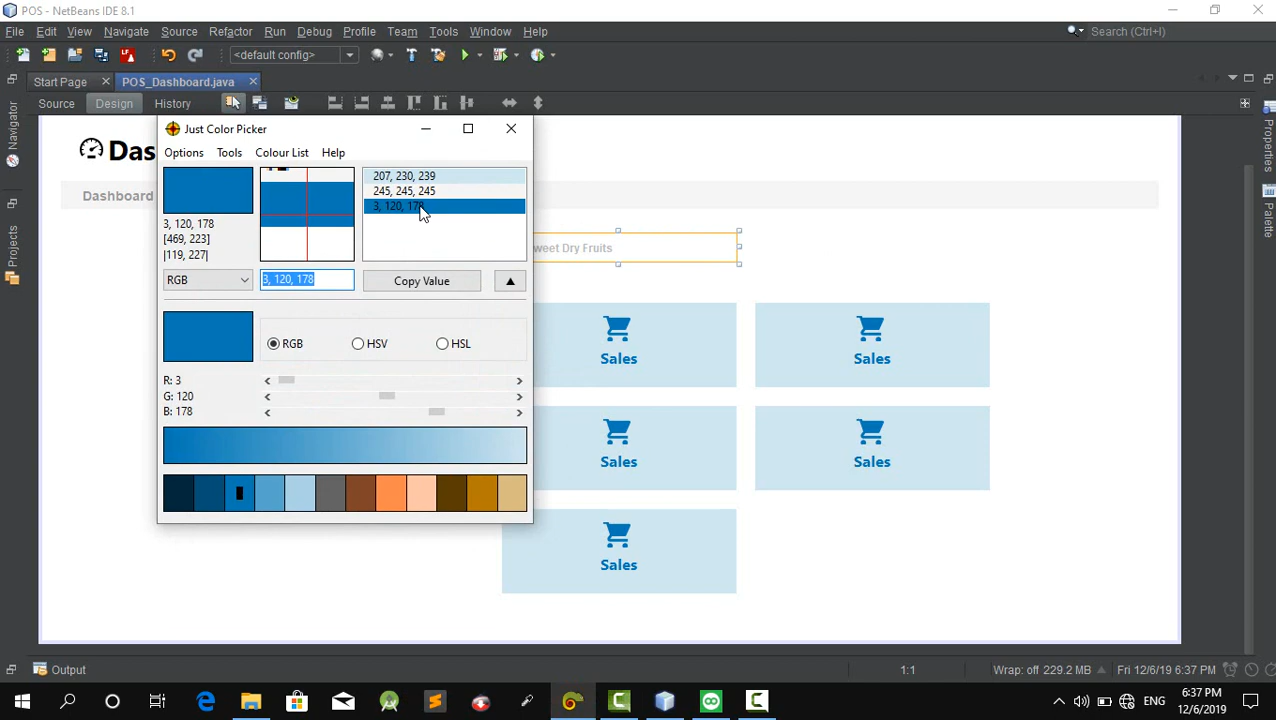 POS - NetBeans IDE 8.1
File Edit View Navigate Source Refactor Run Debug Profile Team Tools Window Help
Search (Ctrl+I)
<default config>
Start Page
POS_Dashboard.java
Source Design History
Navigator
Projects
Properties
Palette
Das
Dashboard
weet Dry Fruits
Sales
Sales
Sales
Sales
Sales
Just Color Picker
Options Tools Colour List Help
207, 230, 239
245, 245, 245
3, 120, 178
3, 120, 178
[469, 223]
|119, 227|
RGB
3, 120, 178
Copy Value
RGB HSV HSL
R: 3
G: 120
B: 178
Output
1:1
Wrap: off 229.2 MB
Fri 12/6/19 6:37 PM
ENG
6:37 PM
12/6/2019